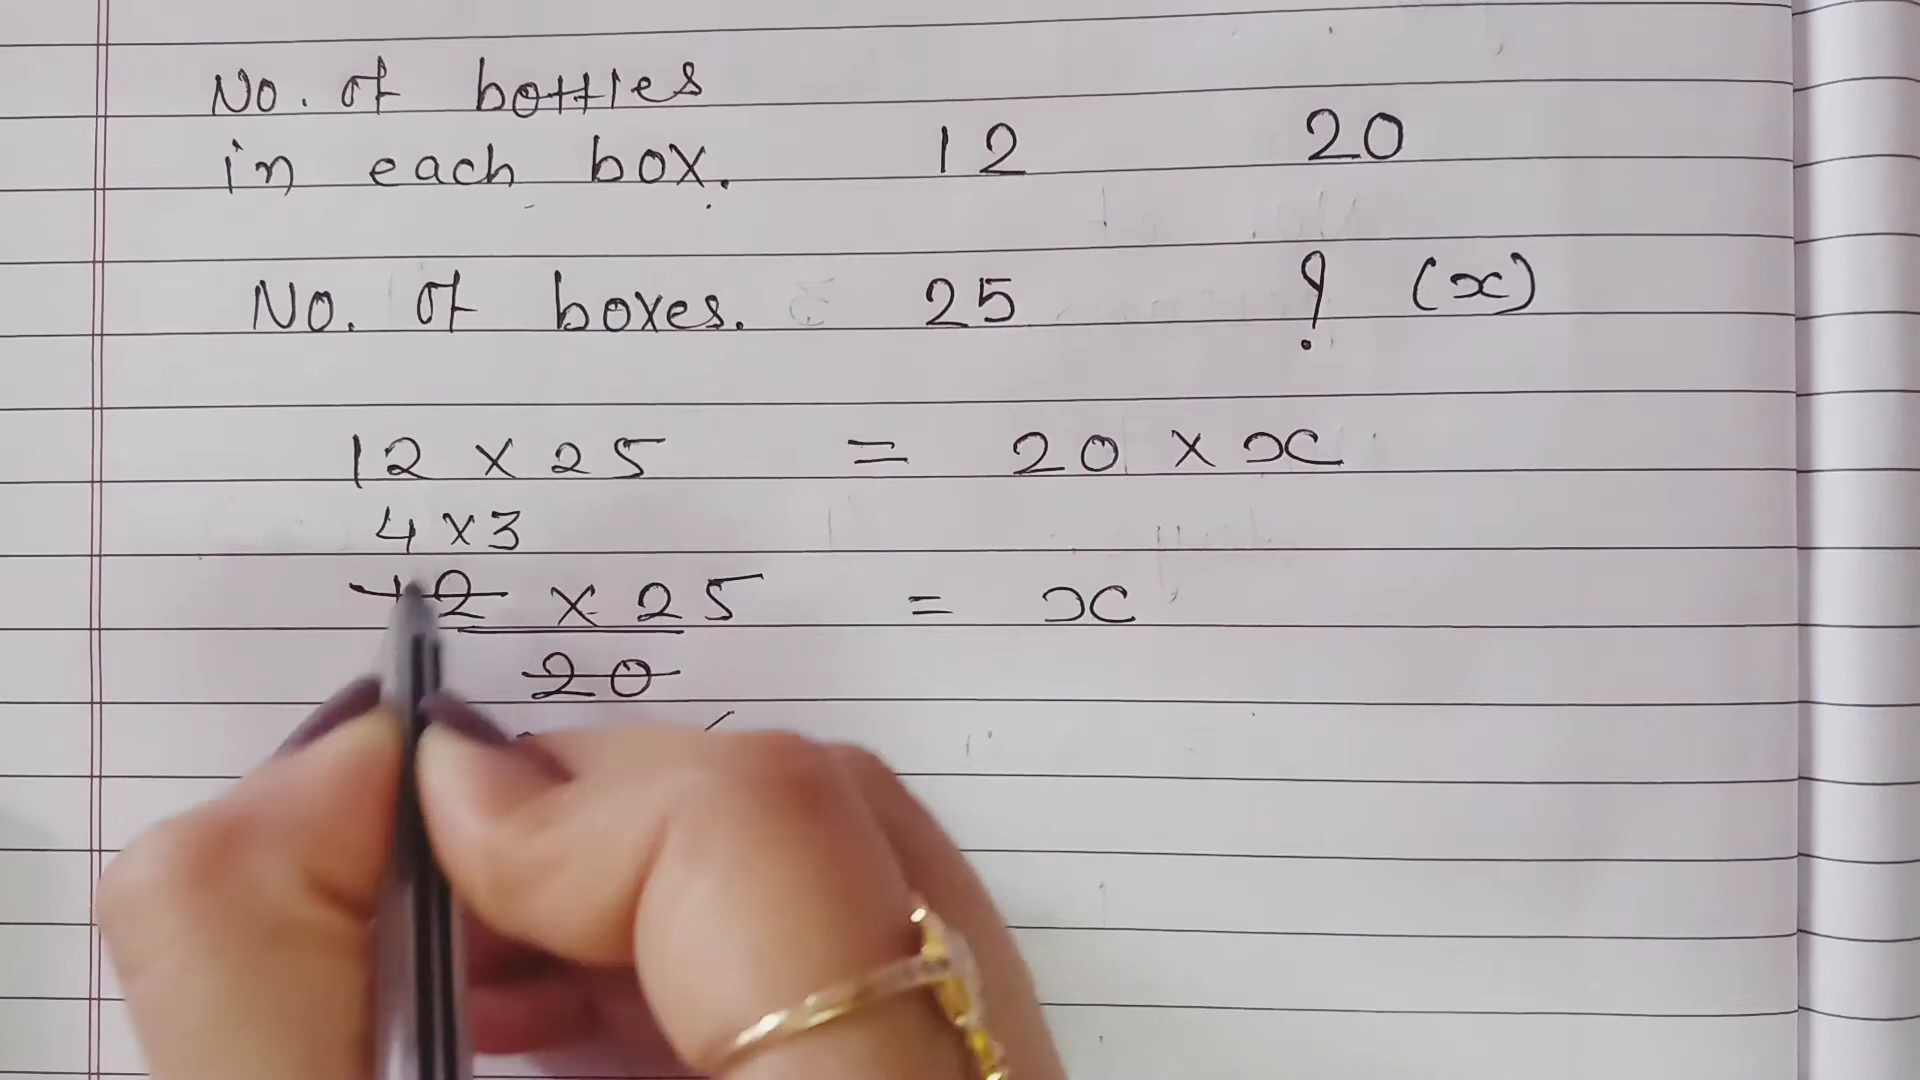 No. of bottles
in each box. 12 20
No. of boxes. 25 ? (x)
12 x 25 = 20 x x
4 x 3
12 x 25 = x
20